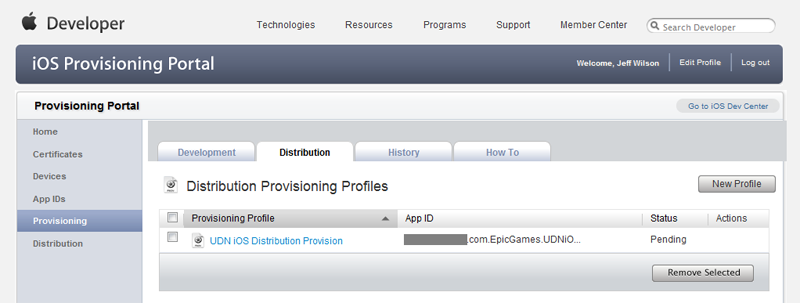 Developer
Technologies Resources Programs Support Member Center Search Developer
iOS Provisioning Portal
Welcome, Jeff Wilson Edit Profile Log out
Provisioning Portal
Go to iOS Dev Center
Home
Certificates
Devices
App IDs
Provisioning
Distribution
Development Distribution History How To
Distribution Provisioning Profiles
New Profile
Provisioning Profile App ID Status Actions
UDN iOS Distribution Provision .com.EpicGames.UDNiO... Pending
Remove Selected